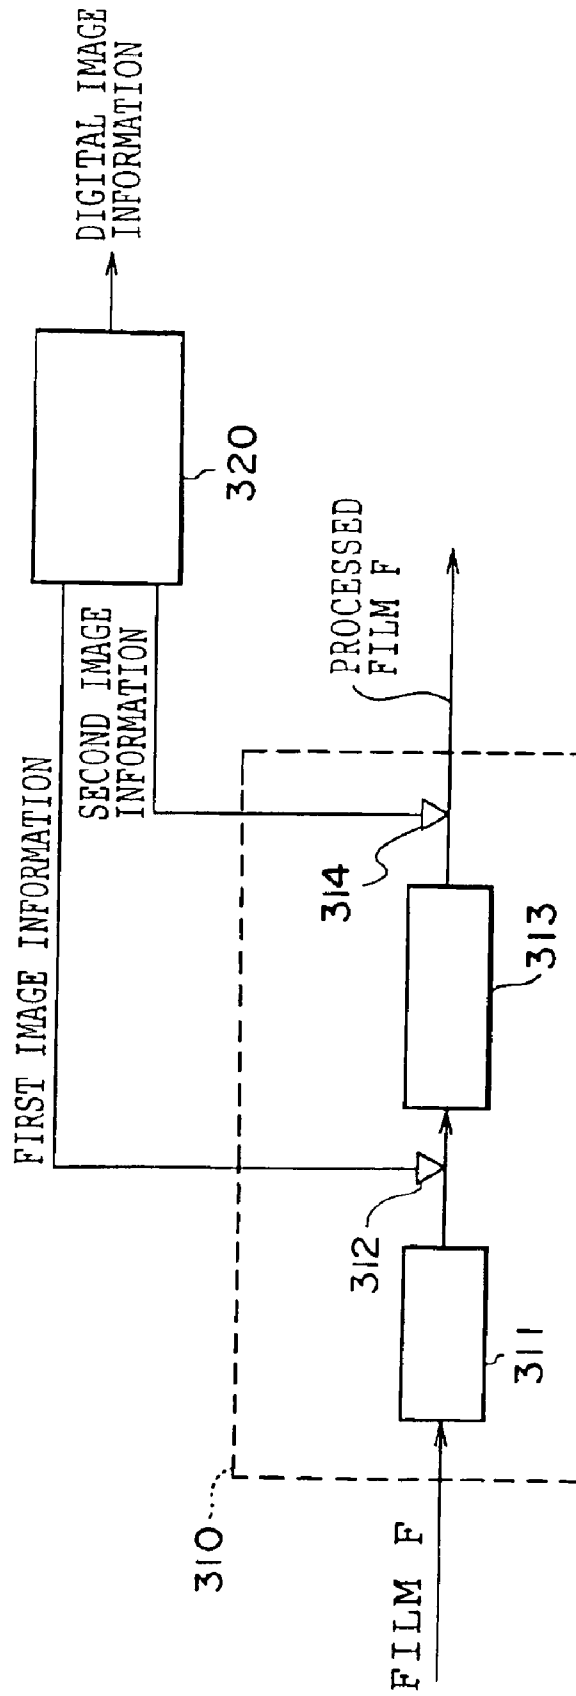 DIGITAL IMAGE
INFORMATION
320
FIRST IMAGE INFORMATION
SECOND IMAGE
INFORMATION
PROCESSED
FILM F
314
313
312
311
310
FILM F